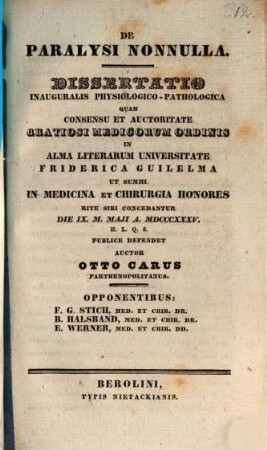 DE
PARALYSI NONNULLA.
DISSERTATIO
INAUGURALIS PHYSIOLOGICO-PATHOLOGICA
QUAM
CONSENSU ET AUCTORITATE
GRATIOSI MEDICORUM ORDINIS
IN
ALMA LITERARUM UNIVERSITATE
FRIDERICA GUILELMA
UT SUMMI
IN MEDICINA ET CHIRURGIA HONORES
RITE SIBI CONCEDANTUR
DIE IX. M. MAJI A. MDCCCXXXV.
H. L. Q. S.
PUBLICE DEFENDET
AUCTOR
OTTO CARUS
PARTHENOPOLITANUS.
OPPONENTIBUS:
F. G. STICH, MED. ET CHIR. DR.
B. HALSBAND, MED. ET CHIR. DR.
E. WERNER, MED. ET CHIR. DD.
BEROLINI,
TYPIS NIETACKIANIS.